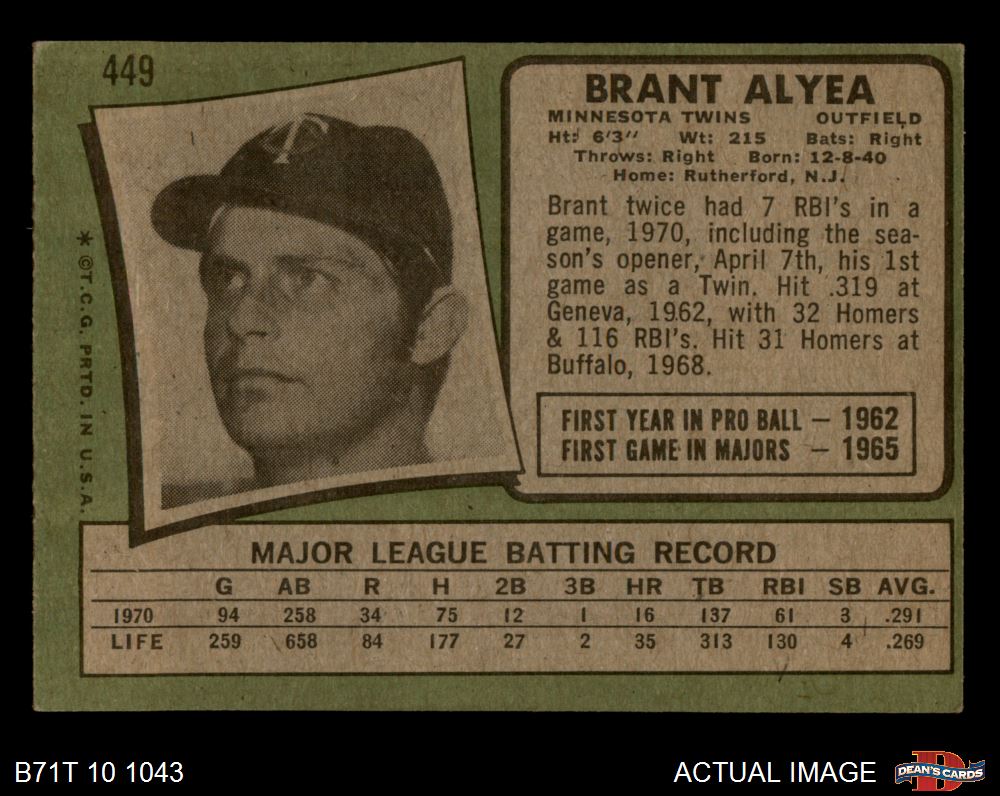 449
BRANT ALYEA
MINNESOTA TWINS OUTFIELD
Ht: 6'3" Wt: 215 Bats: Right
Throws: Right Born: 12-8-40
Home: Rutherford, N.J.
Brant twice had 7 RBI's in a
game, 1970, including the sea-
son's opener, April 7th, his 1st
game as a Twin. Hit .319 at
Geneva, 1962, with 32 Homers
& 116 RBI's. Hit 31 Homers at
Buffalo, 1968.
FIRST YEAR IN PRO BALL — 1962
FIRST GAME IN MAJORS — 1965
* ©T.C.G. PRTD. IN U.S.A.
MAJOR LEAGUE BATTING RECORD
G AB R H 2B 3B HR TB RBI SB AVG.
1970 94 258 34 75 12 1 16 137 61 3 .291
LIFE 259 658 84 177 27 2 35 313 130 4 .269
B71T 10 1043
ACTUAL IMAGE
D
DEAN'S CARDS